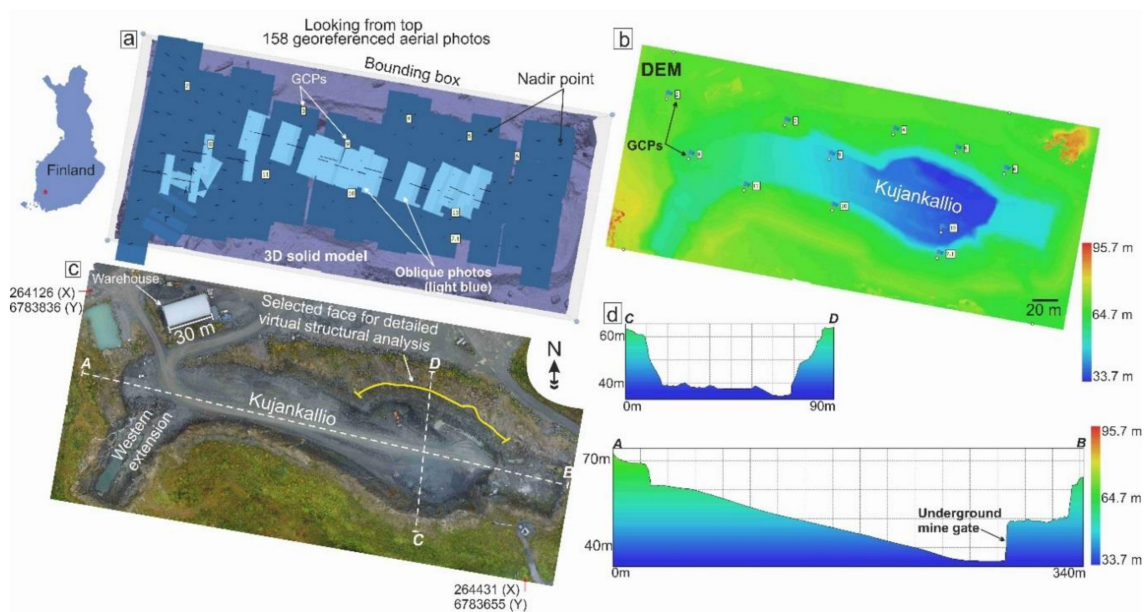 Looking from top
158 georeferenced aerial photos
a
Bounding box
GCPs
Nadir point
Finland
3D solid model
Oblique photos
(light blue)
b
DEM
GCPs
Kujankallio
20 m
95.7 m
64.7 m
33.7 m
c
Warehouse
264126 (X)
6783836 (Y)
30 m
Selected face for detailed
virtual structural analysis
N
A
D
Kujankallio
Western
extension
B
C
264431 (X)
6783655 (Y)
d
C
D
60m
40m
0m
90m
A
B
70m
40m
Underground
mine gate
0m
340m
95.7 m
64.7 m
33.7 m